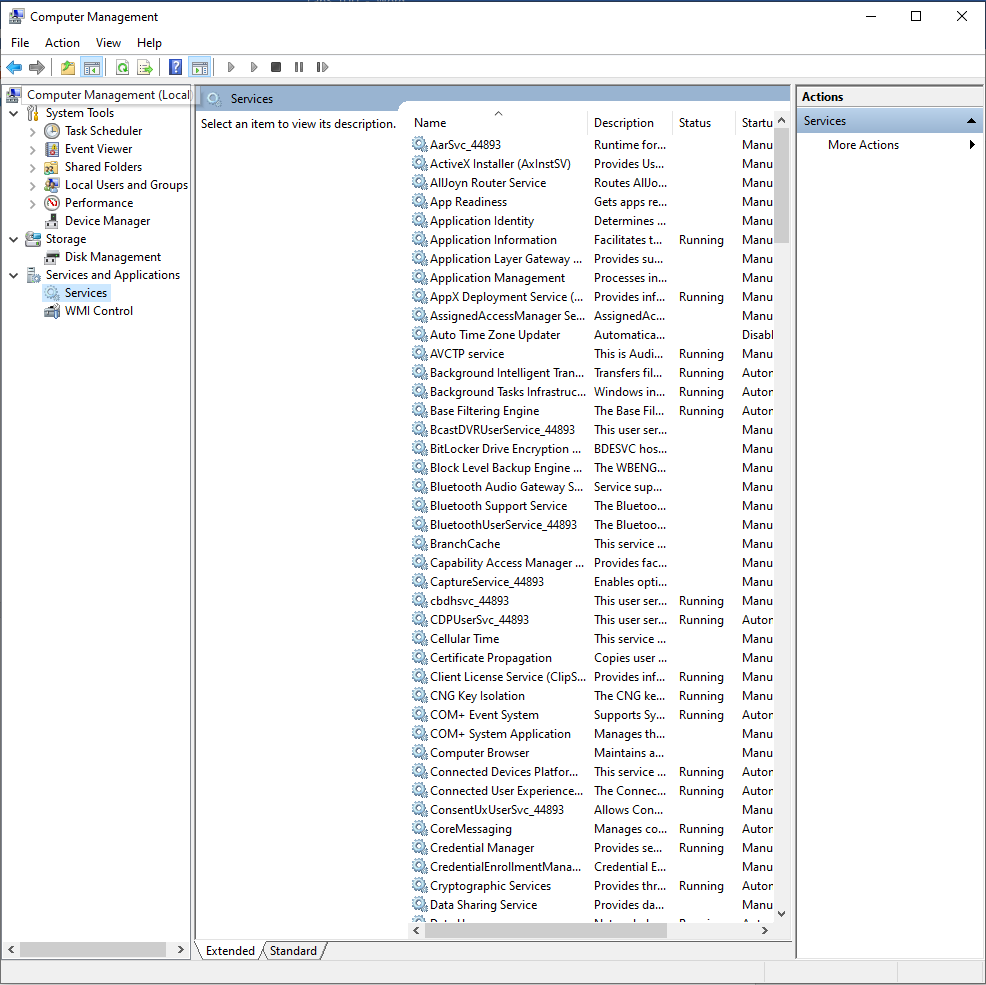 Computer Management
File Action View Help
Computer Management (Local
System Tools
Task Scheduler
Event Viewer
Shared Folders
Local Users and Groups
Performance
Device Manager
Storage
Disk Management
Services and Applications
Services
WMI Control
Services
Select an item to view its description.
Name Description Status Startu
AarSvc_44893 Runtime for... Manu
ActiveX Installer (AxInstSV) Provides Us... Manu
AllJoyn Router Service Routes AllJo... Manu
App Readiness Gets apps re... Manu
Application Identity Determines ... Manu
Application Information Facilitates t... Running Manu
Application Layer Gateway ... Provides su... Manu
Application Management Processes in... Manu
AppX Deployment Service (... Provides inf... Running Manu
AssignedAccessManager Se... AssignedAc... Manu
Auto Time Zone Updater Automatica... Disabl
AVCTP service This is Audi... Running Manu
Background Intelligent Tran... Transfers fil... Running Autor
Background Tasks Infrastruc... Windows in... Running Autor
Base Filtering Engine The Base Fil... Running Autor
BcastDVRUserService_44893 This user ser... Manu
BitLocker Drive Encryption ... BDESVC hos... Manu
Block Level Backup Engine ... The WBENG... Manu
Bluetooth Audio Gateway S... Service sup... Manu
Bluetooth Support Service The Bluetoo... Manu
BluetoothUserService_44893 The Bluetoo... Manu
BranchCache This service ... Manu
Capability Access Manager ... Provides fac... Manu
CaptureService_44893 Enables opti... Manu
cbdhsvc_44893 This user ser... Running Manu
CDPUserSvc_44893 This user ser... Running Autor
Cellular Time This service ... Manu
Certificate Propagation Copies user ... Manu
Client License Service (ClipS... Provides inf... Running Manu
CNG Key Isolation The CNG ke... Running Manu
COM+ Event System Supports Sy... Running Autor
COM+ System Application Manages th... Manu
Computer Browser Maintains a... Manu
Connected Devices Platfor... This service ... Running Autor
Connected User Experience... The Connec... Running Autor
ConsentUxUserSvc_44893 Allows Con... Manu
CoreMessaging Manages co... Running Autor
Credential Manager Provides se... Running Manu
CredentialEnrollmentMana... Credential E... Manu
Cryptographic Services Provides thr... Running Autor
Data Sharing Service Provides da... Manu
Extended Standard
Actions
Services
More Actions